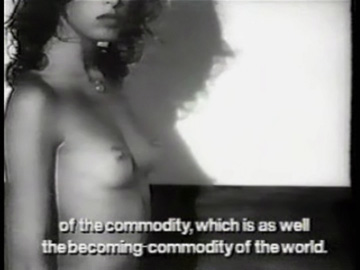 of the commodity, which is as well
the becoming-commodity of the world.